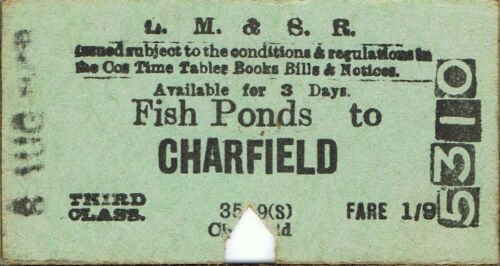 L. M. & S. R.
issued subject to the conditions & regulations in
the Cos Time Tables Books Bills & Notices.
Available for 3 Days.
Fish Ponds to
CHARFIELD
THIRD
CLASS.
FARE 1/9
5310
AUG